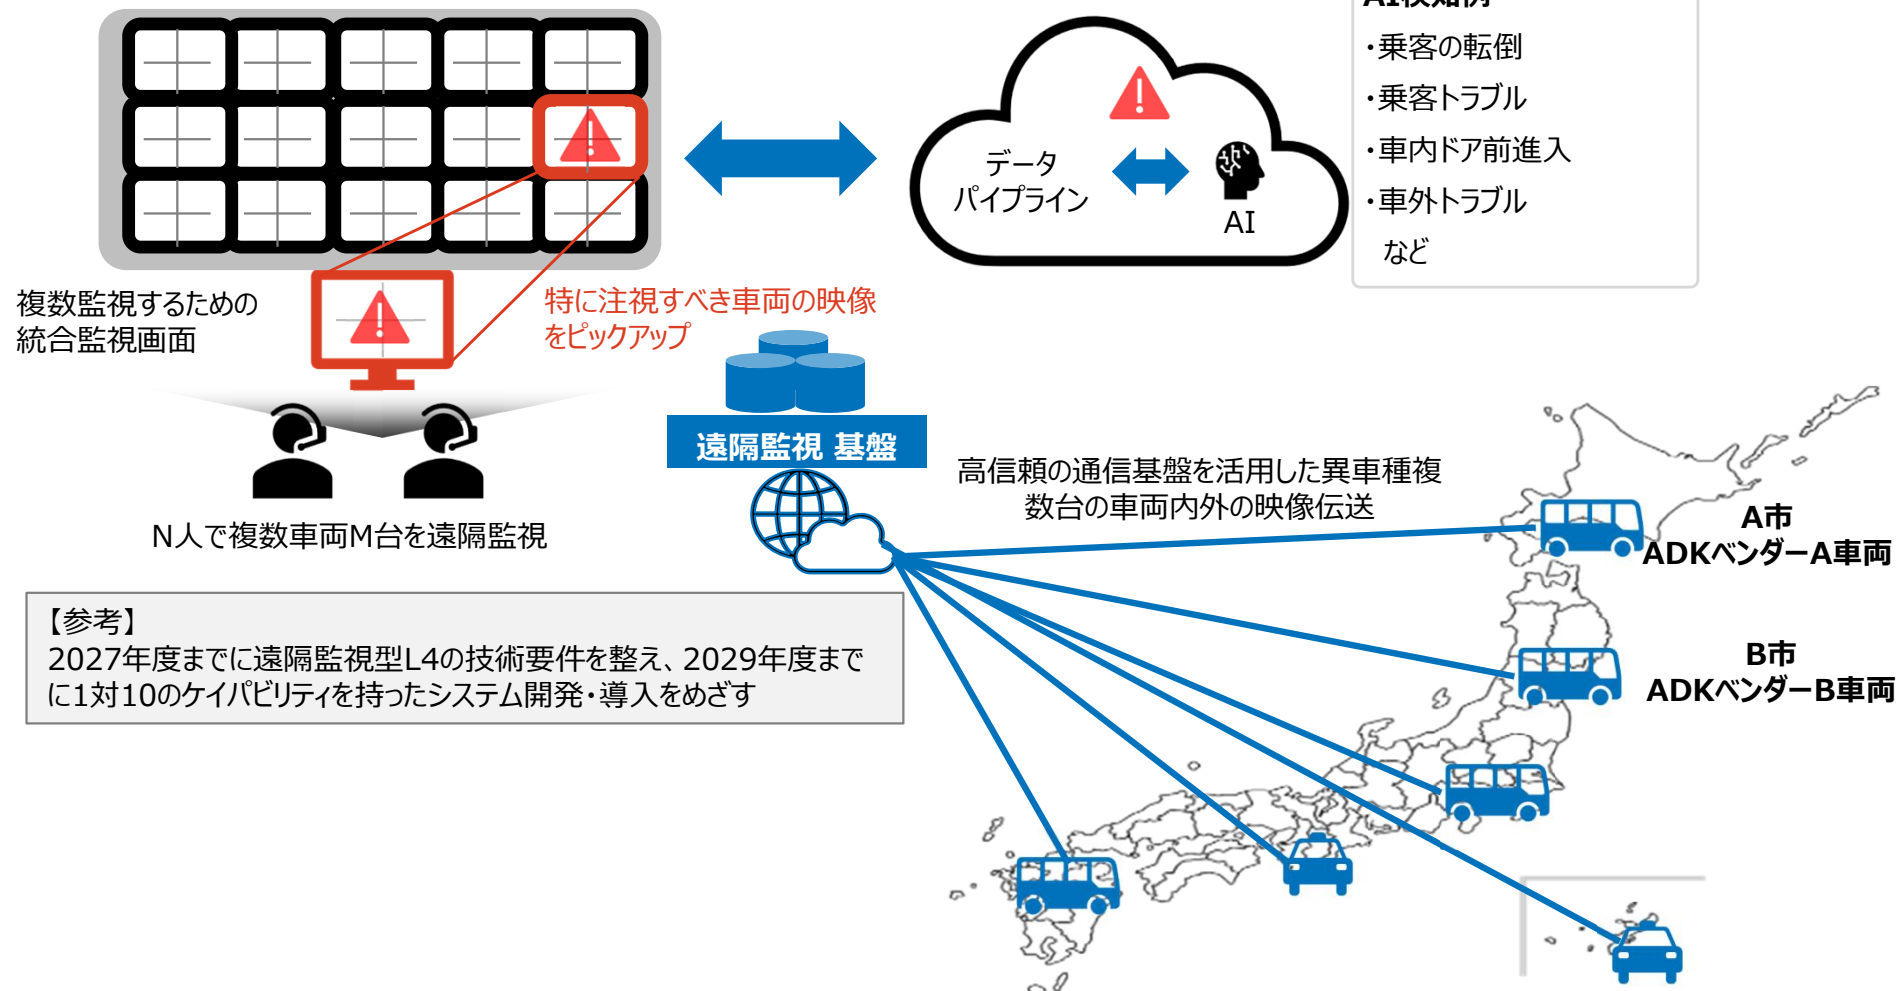 AI検知例
・乗客の転倒
・乗客トラブル
・車内ドア前進入
・車外トラブル
など
データ
パイプライン
AI
複数監視するための
統合監視画面
特に注視すべき車両の映像
をピックアップ
遠隔監視 基盤
N人で複数車両M台を遠隔監視
高信頼の通信基盤を活用した異車種複
数台の車両内外の映像伝送
A市
ADKベンダーA車両
B市
ADKベンダーB車両
【参考】
2027年度までに遠隔監視型L4の技術要件を整え、2029年度まで
に1対10のケイパビリティを持ったシステム開発・導入をめざす